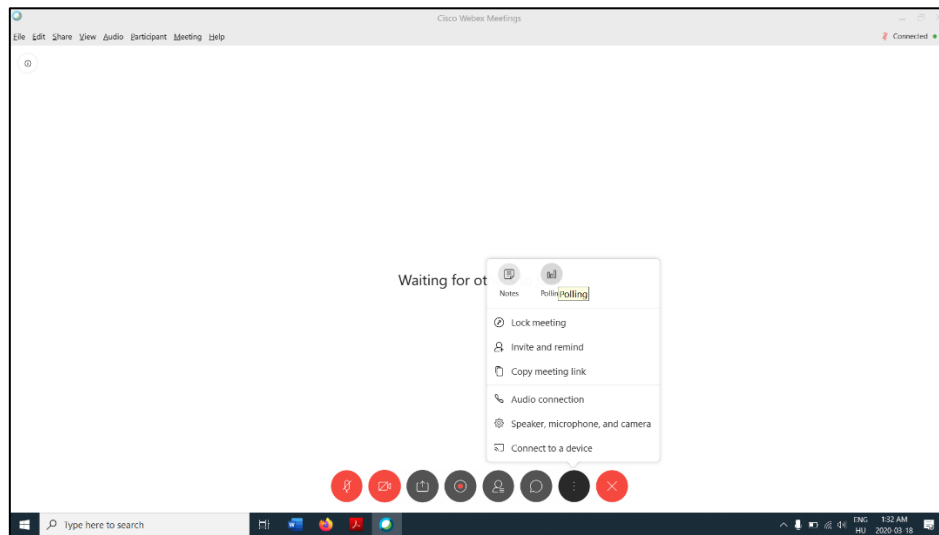 Cisco Webex Meetings
File Edit Share View Audio Participant Meeting Help
Connected
Waiting for ot
Notes
Pollin
Polling
Lock meeting
Invite and remind
Copy meeting link
Audio connection
Speaker, microphone, and camera
Connect to a device
Type here to search
ENG
HU
1:32 AM
2020-03-18